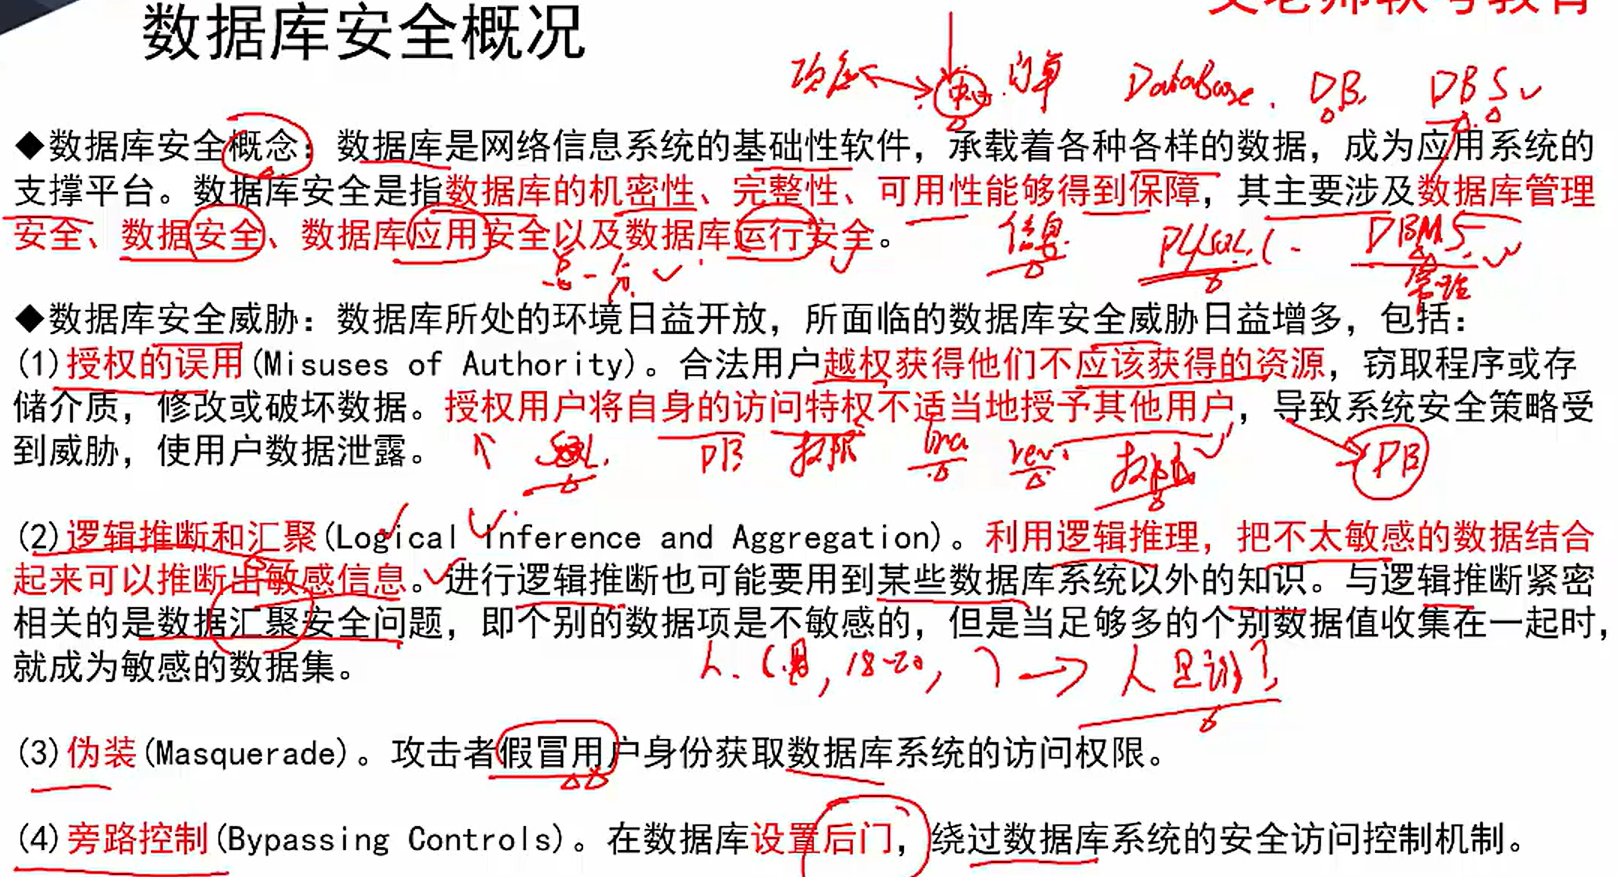 数据库安全概况
Database. DB. DBS
◆数据库安全概念：数据库是网络信息系统的基础性软件，承载着各种各样的数据，成为应用系统的
支撑平台。数据库安全是指数据库的机密性、完整性、可用性能够得到保障，其主要涉及数据库管理
安全、数据安全、数据库应用安全以及数据库运行安全。
信息 DBMS
管理
◆数据库安全威胁：数据库所处的环境日益开放，所面临的数据库安全威胁日益增多，包括：
(1)授权的误用(Misuses of Authority)。合法用户越权获得他们不应该获得的资源，窃取程序或存
储介质，修改或破坏数据。授权用户将自身的访问特权不适当地授予其他用户，导致系统安全策略受
到威胁，使用户数据泄露。
SQL. DB 权限 DB
(2)逻辑推断和汇聚(Logical Inference and Aggregation)。利用逻辑推理，把不太敏感的数据结合
起来可以推断出敏感信息。进行逻辑推断也可能要用到某些数据库系统以外的知识。与逻辑推断紧密
相关的是数据汇聚安全问题，即个别的数据项是不敏感的，但是当足够多的个别数据值收集在一起时，
就成为敏感的数据集。
人.(男, 18-20, ) → 人是谁?
(3)伪装(Masquerade)。攻击者假冒用户身份获取数据库系统的访问权限。
(4)旁路控制(Bypassing Controls)。在数据库设置后门，绕过数据库系统的安全访问控制机制。